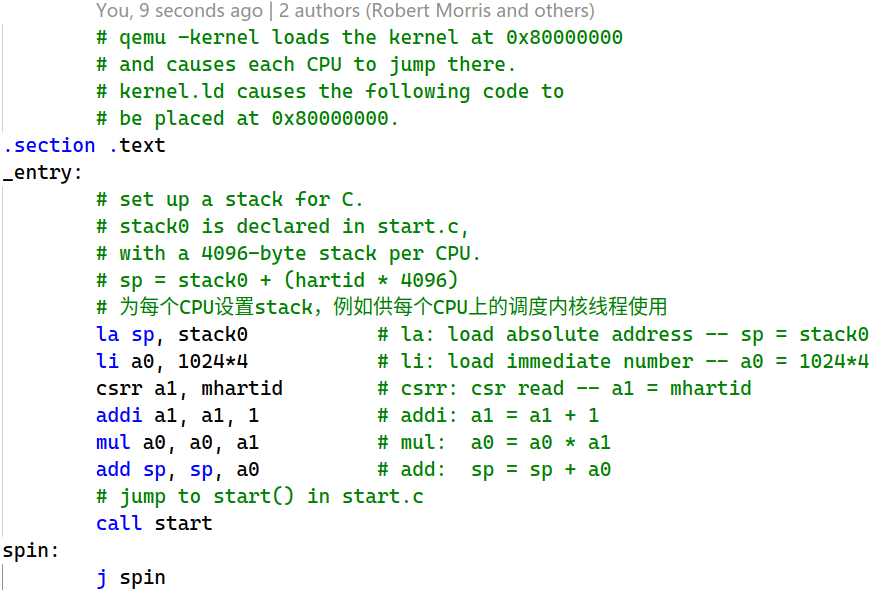 You, 9 seconds ago | 2 authors (Robert Morris and others)
# qemu -kernel loads the kernel at 0x80000000
# and causes each CPU to jump there.
# kernel.ld causes the following code to
# be placed at 0x80000000.
.section .text
_entry:
# set up a stack for C.
# stack0 is declared in start.c,
# with a 4096-byte stack per CPU.
# sp = stack0 + (hartid * 4096)
# 为每个CPU设置stack，例如供每个CPU上的调度内核线程使用
la sp, stack0 # la: load absolute address -- sp = stack0
li a0, 1024*4 # li: load immediate number -- a0 = 1024*4
csrr a1, mhartid # csrr: csr read -- a1 = mhartid
addi a1, a1, 1 # addi: a1 = a1 + 1
mul a0, a0, a1 # mul: a0 = a0 * a1
add sp, sp, a0 # add: sp = sp + a0
# jump to start() in start.c
call start
spin:
j spin